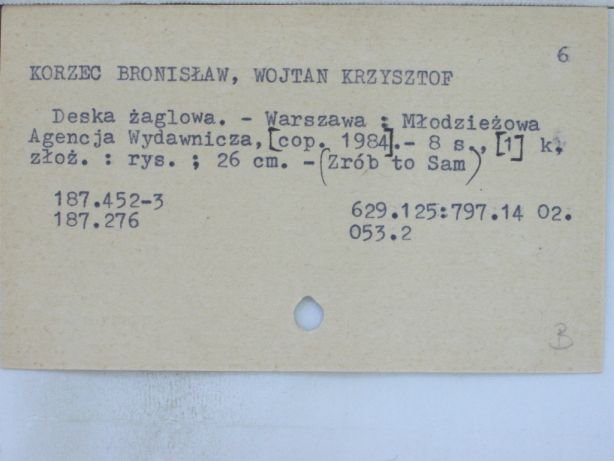 6
KORZEC BRONISŁAW, WOJTAN KRZYSZTOF
Deska żaglowa. - Warszawa : Młodzieżowa
Agencja Wydawnicza, [cop. 1984].- 8 s., [1] k,
złoż. : rys. ; 26 cm. - (Zrób to Sam)
187.452-3
187.276
629.125:797.14 02.
053.2
B